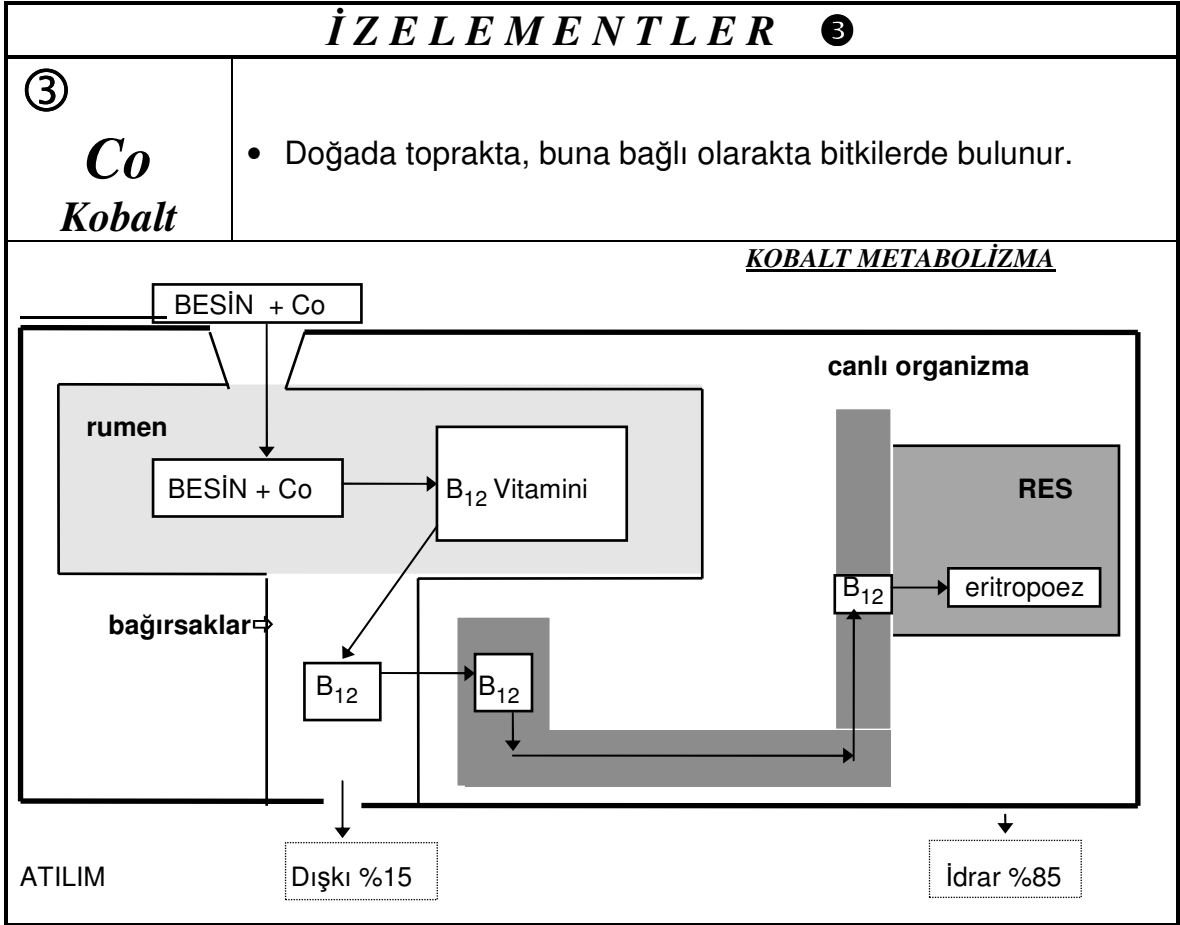 İZELEMENTLER ❸
③
Co
Kobalt
• Doğada toprakta, buna bağlı olarakta bitkilerde bulunur.
KOBALT METABOLİZMA
BESİN + Co
canlı organizma
rumen
BESİN + Co
B12 Vitamini
RES
B12
eritropoez
bağırsaklar⇨
B12
B12
ATILIM
Dışkı %15
İdrar %85